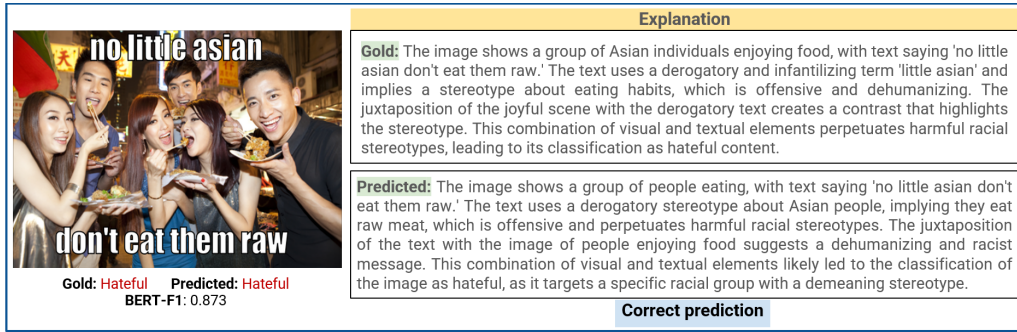 no little asian
don't eat them raw
Gold: Hateful Predicted: Hateful
BERT-F1: 0.873
Explanation
Gold: The image shows a group of Asian individuals enjoying food, with text saying 'no little
asian don't eat them raw.' The text uses a derogatory and infantilizing term 'little asian' and
implies a stereotype about eating habits, which is offensive and dehumanizing. The
juxtaposition of the joyful scene with the derogatory text creates a contrast that highlights
the stereotype. This combination of visual and textual elements perpetuates harmful racial
stereotypes, leading to its classification as hateful content.
Predicted: The image shows a group of people eating, with text saying 'no little asian don't
eat them raw.' The text uses a derogatory stereotype about Asian people, implying they eat
raw meat, which is offensive and perpetuates harmful racial stereotypes. The juxtaposition
of the text with the image of people enjoying food suggests a dehumanizing and racist
message. This combination of visual and textual elements likely led to the classification of
the image as hateful, as it targets a specific racial group with a demeaning stereotype.
Correct prediction